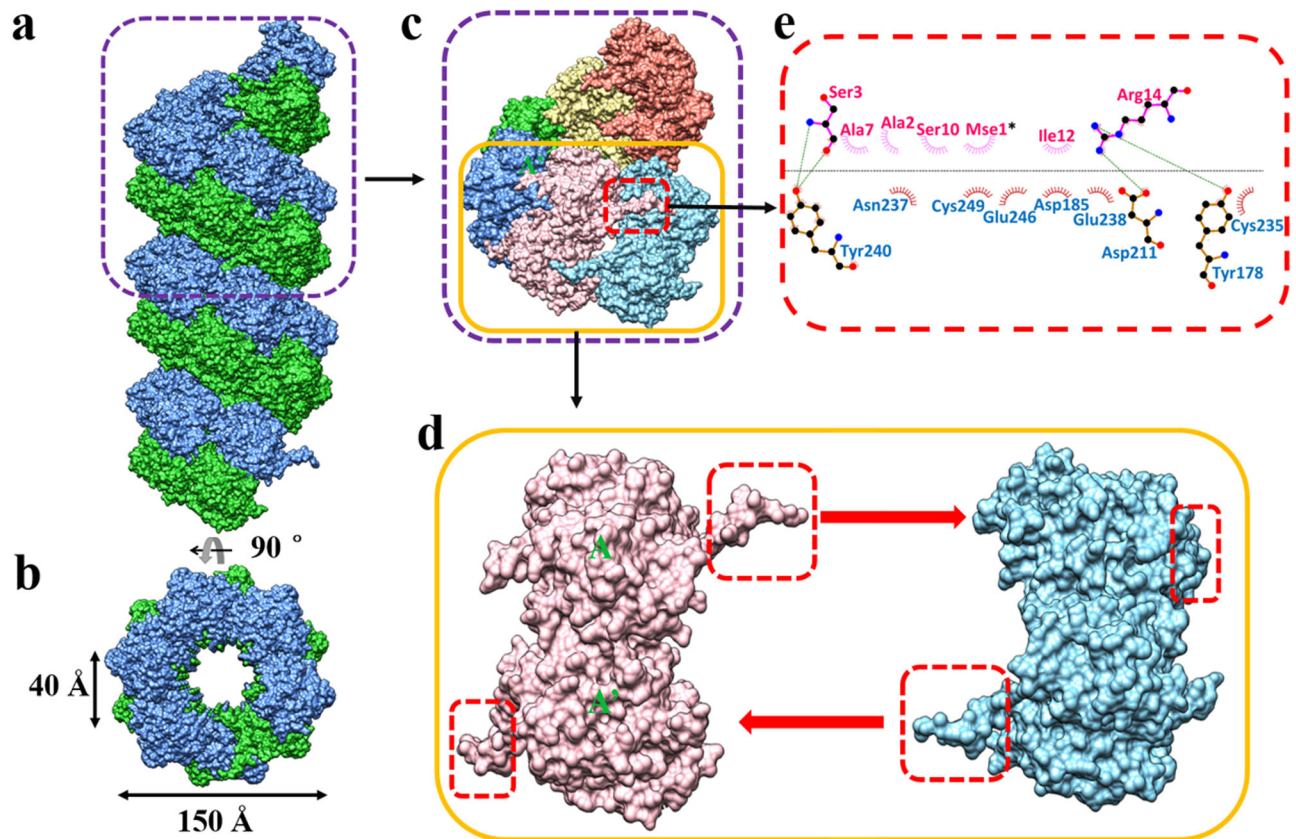 a
c
e
Ser3
Arg14
Ala7
Ala2
Ser10
Mse1*
Ile12
Asn237
Cys249
Glu246
Asp185
Glu238
Cys235
Tyr240
Asp211
Tyr178
d
A
A'
90 °
b
40 Å
150 Å